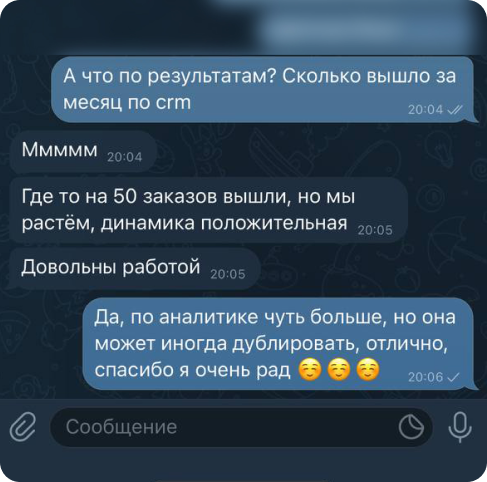 А что по результатам? Сколько вышло за
месяц по crm
20:04
Ммммм 20:04
Где то на 50 заказов вышли, но мы
растём, динамика положительная 20:05
Довольны работой 20:05
Да, по аналитике чуть больше, но она
может иногда дублировать, отлично,
спасибо я очень рад ☺️☺️☺️
20:06
Сообщение